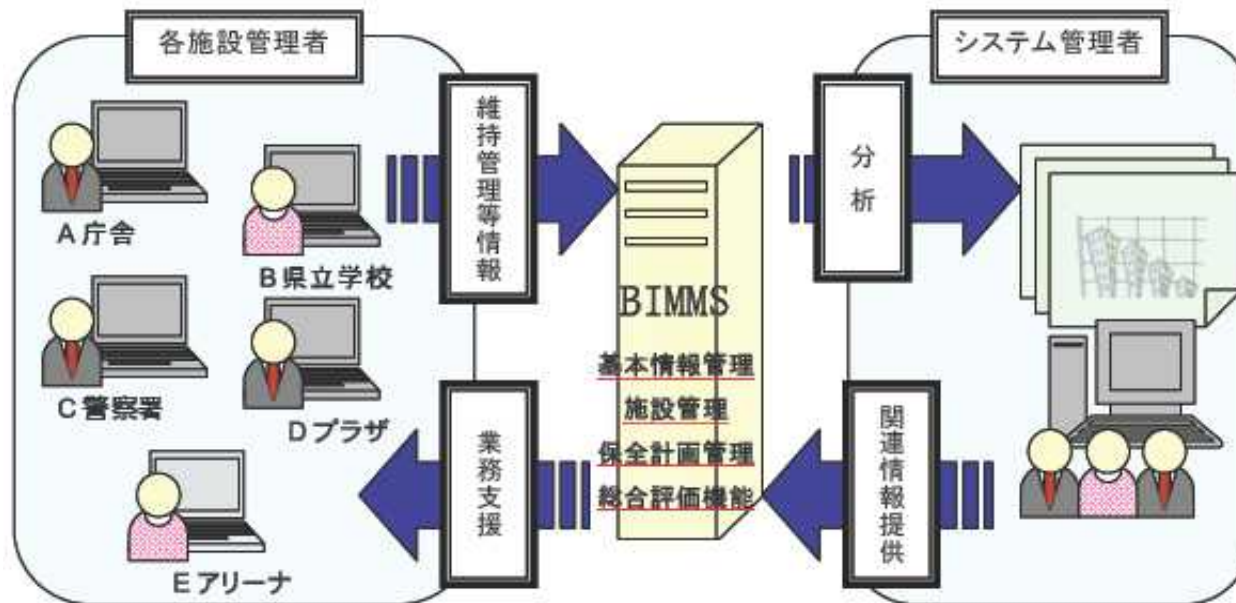 各施設管理者
システム管理者
維持管理等情報
分析
A庁舎
B県立学校
C警察署
Dプラザ
Eアリーナ
BIMMS
基本情報管理
施設管理
保全計画管理
総合評価機能
業務支援
関連情報提供